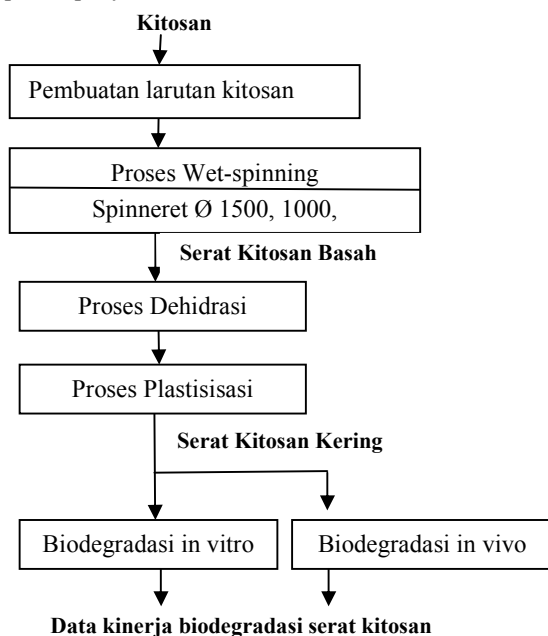 Kitosan
Pembuatan larutan kitosan
Proses Wet-spinning
Spinneret Ø 1500, 1000,
Serat Kitosan Basah
Proses Dehidrasi
Proses Plastisisasi
Serat Kitosan Kering
Biodegradasi in vitro
Biodegradasi in vivo
Data kinerja biodegradasi serat kitosan